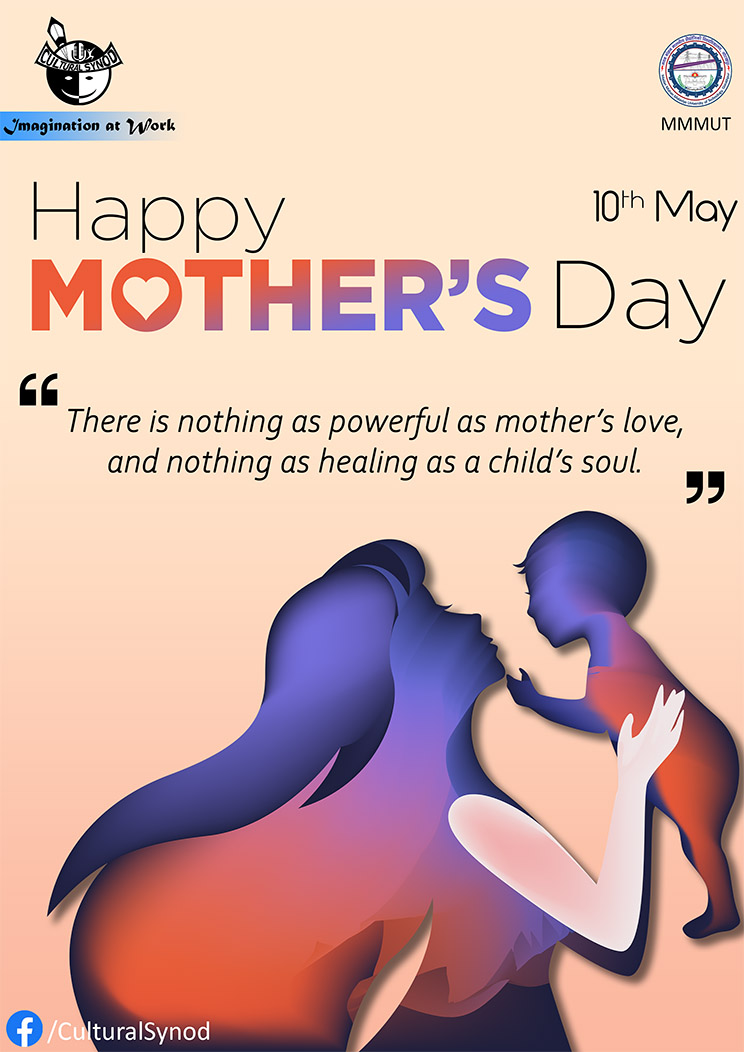 CULTURAL SYNOD
Imagination at Work
MMMUT
Happy
10th May
MOTHER'S Day
“
There is nothing as powerful as mother's love,
and nothing as healing as a child's soul.
”
/CulturalSynod